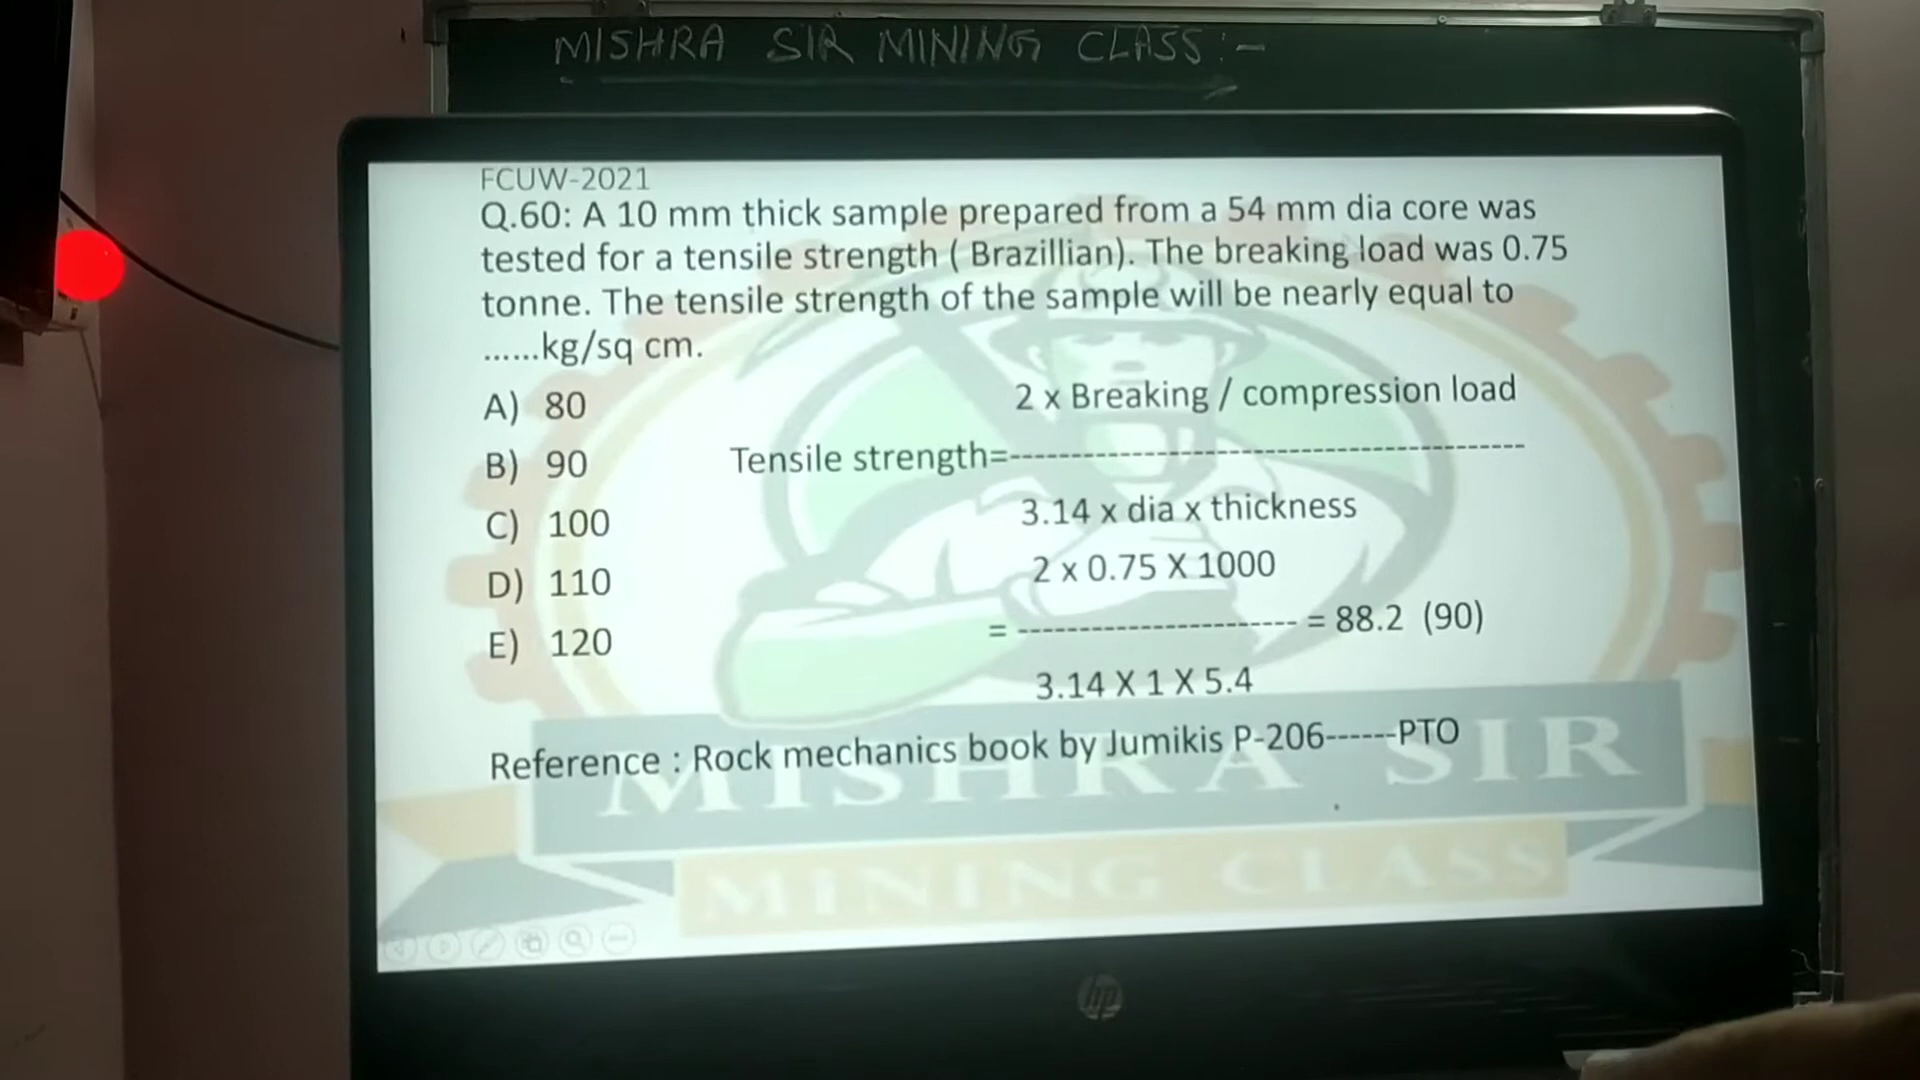 MISHRA SIR MINING CLASS :-
FCUW-2021
Q.60: A 10 mm thick sample prepared from a 54 mm dia core was
tested for a tensile strength ( Brazillian). The breaking load was 0.75
tonne. The tensile strength of the sample will be nearly equal to
......kg/sq cm.
A) 80
B) 90
C) 100
D) 110
E) 120
2 x Breaking / compression load
Tensile strength=------------------------------------------
3.14 x dia x thickness
2 x 0.75 X 1000
= ----------------------- = 88.2 (90)
3.14 X 1 X 5.4
Reference : Rock mechanics book by Jumikis P-206------PTO
MISHRA SIR
MINING CLASS
hp